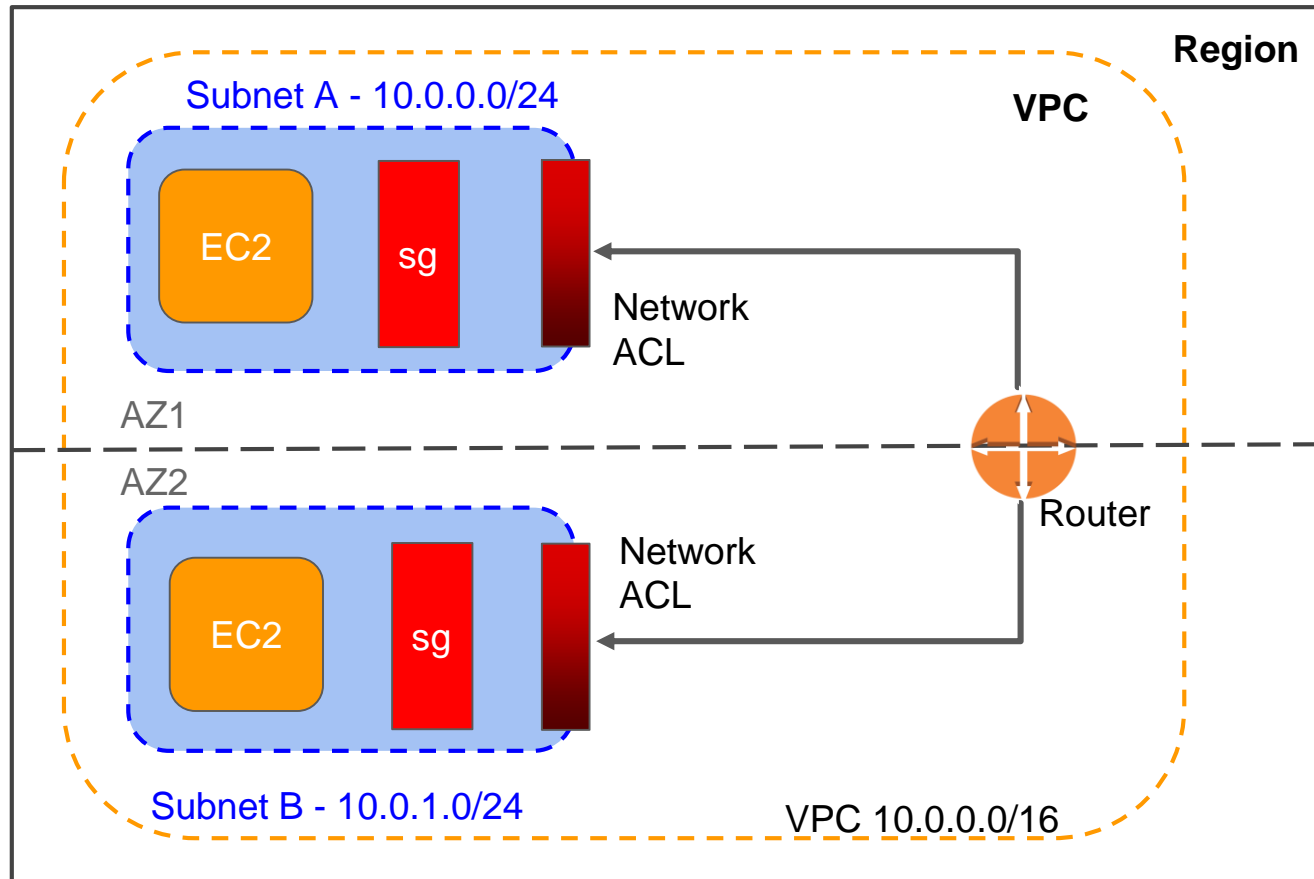 Region
Subnet A - 10.0.0.0/24
VPC
EC2
sg
Network
ACL
AZ1
AZ2
Router
Network
ACL
EC2
sg
Subnet B - 10.0.1.0/24
VPC 10.0.0.0/16